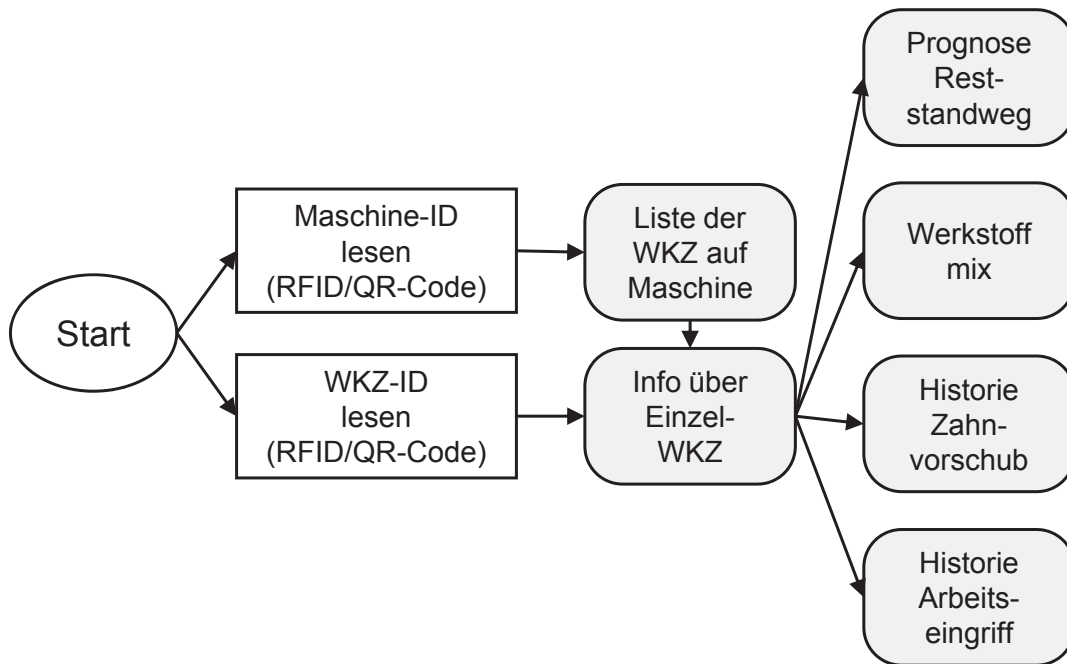 Start
Maschine-ID
lesen
(RFID/QR-Code)
WKZ-ID
lesen
(RFID/QR-Code)
Liste der
WKZ auf
Maschine
Info über
Einzel-
WKZ
Prognose
Rest-
standweg
Werkstoff
mix
Historie
Zahn-
vorschub
Historie
Arbeits-
eingriff